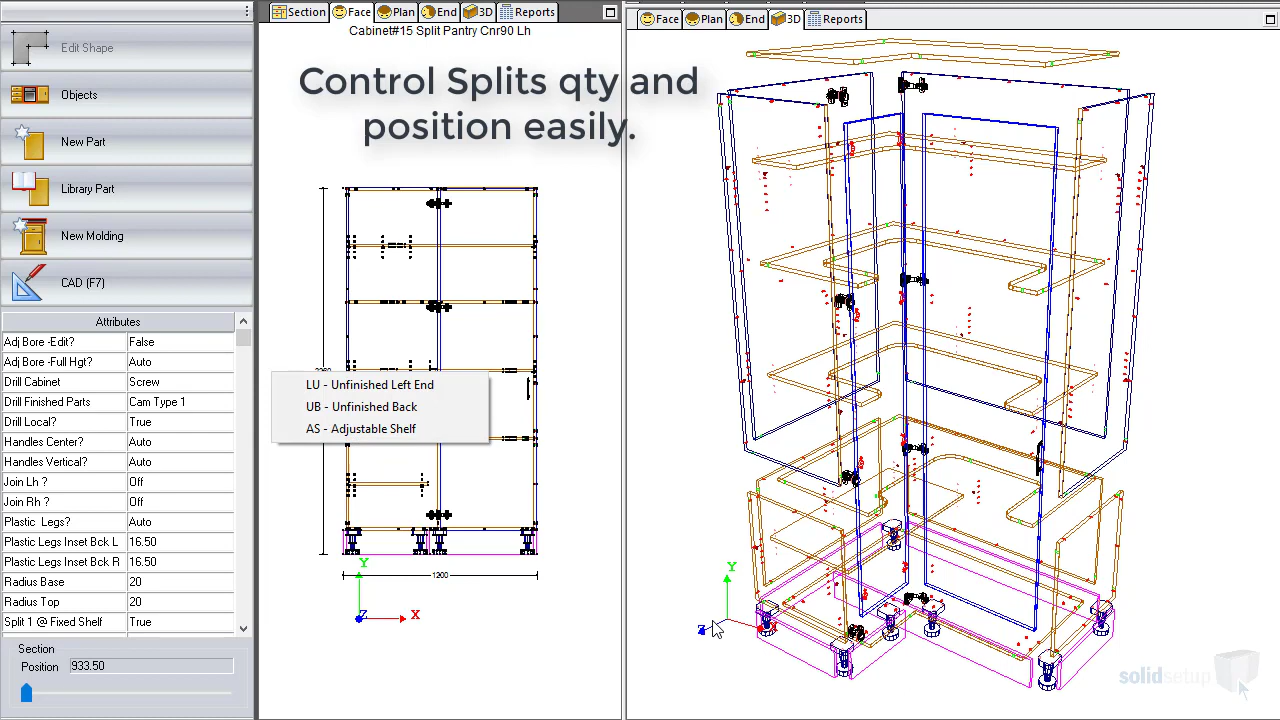 Section
Face
Plan
End
3D
Reports
Cabinet#15 Split Pantry Cnr90 Lh
Face
Plan
End
3D
Reports
Control Splits qty and
position easily.
Edit Shape
Objects
New Part
Library Part
New Molding
CAD (F7)
Attributes
Adj Bore -Edit? False
Adj Bore -Full Hgt? Auto
Drill Cabinet Screw
Drill Finished Parts Cam Type 1
Drill Local? True
Handles Center? Auto
Handles Vertical? Auto
Join Lh ? Off
Join Rh ? Off
Plastic Legs? Auto
Plastic Legs Inset Bck L 16.50
Plastic Legs Inset Bck R 16.50
Radius Base 20
Radius Top 20
Split 1 @ Fixed Shelf True
Section
Position 933.50
LU - Unfinished Left End
UB - Unfinished Back
AS - Adjustable Shelf
1200
Y
Z
X
Y
Z
X
solidsetup